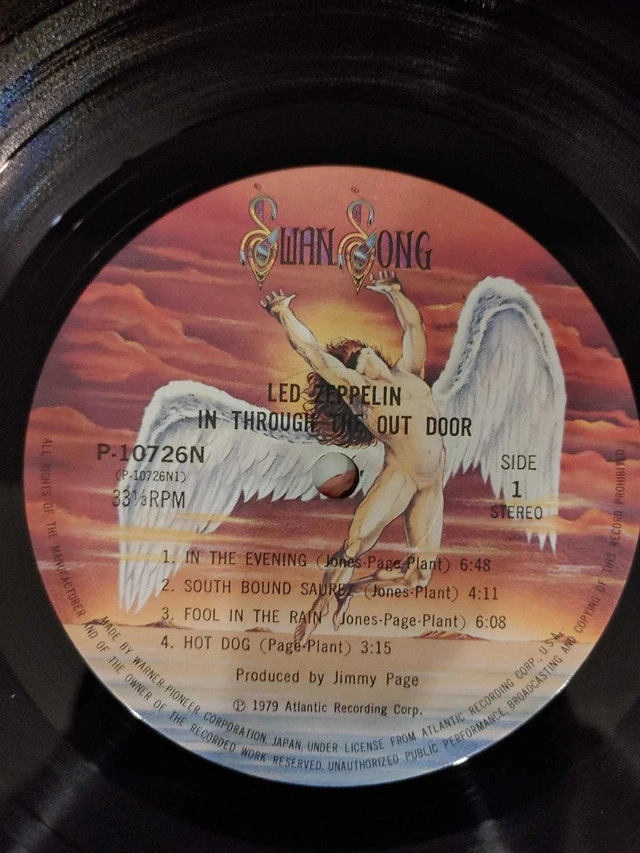 SWAN SONG
LED ZEPPELIN
IN THROUGH THE OUT DOOR
P-10726N
(P-10726N1)
33⅓RPM
SIDE
1
STEREO
1. IN THE EVENING (Jones-Page-Plant) 6:48
2. SOUTH BOUND SAUREZ (Jones-Plant) 4:11
3. FOOL IN THE RAIN (Jones-Page-Plant) 6:08
4. HOT DOG (Page-Plant) 3:15
Produced by Jimmy Page
Ⓟ 1979 Atlantic Recording Corp.
MADE BY WARNER-PIONEER CORPORATION, JAPAN, UNDER LICENSE FROM ATLANTIC RECORDING CORP., U.S.A.
ALL RIGHTS OF THE MANUFACTURER AND OF THE OWNER OF THE RECORDED WORK RESERVED. UNAUTHORIZED PUBLIC PERFORMANCE, BROADCASTING AND COPYING OF THIS RECORD PROHIBITED